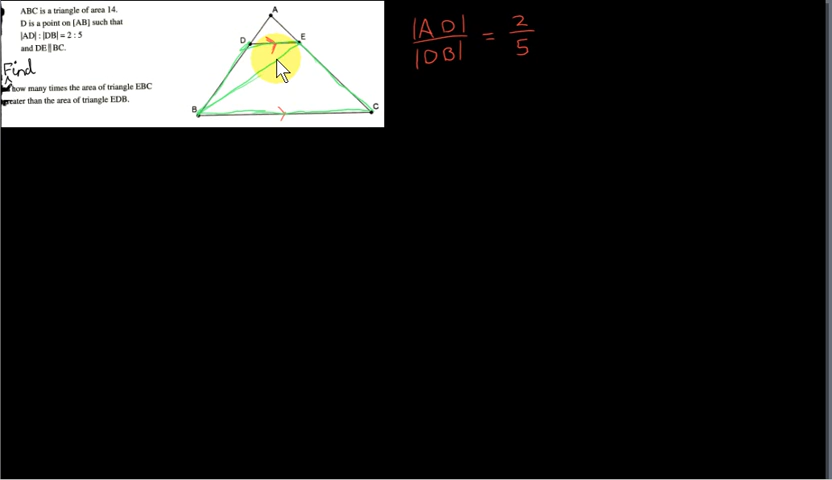 ABC is a triangle of area 14.
D is a point on [AB] such that
|AD| : |DB| = 2 : 5
and DE || BC.
Find
how many times the area of triangle EBC
greater than the area of triangle EDB.
A
D
E
B
C
|AD|
|DB|
=
2
5